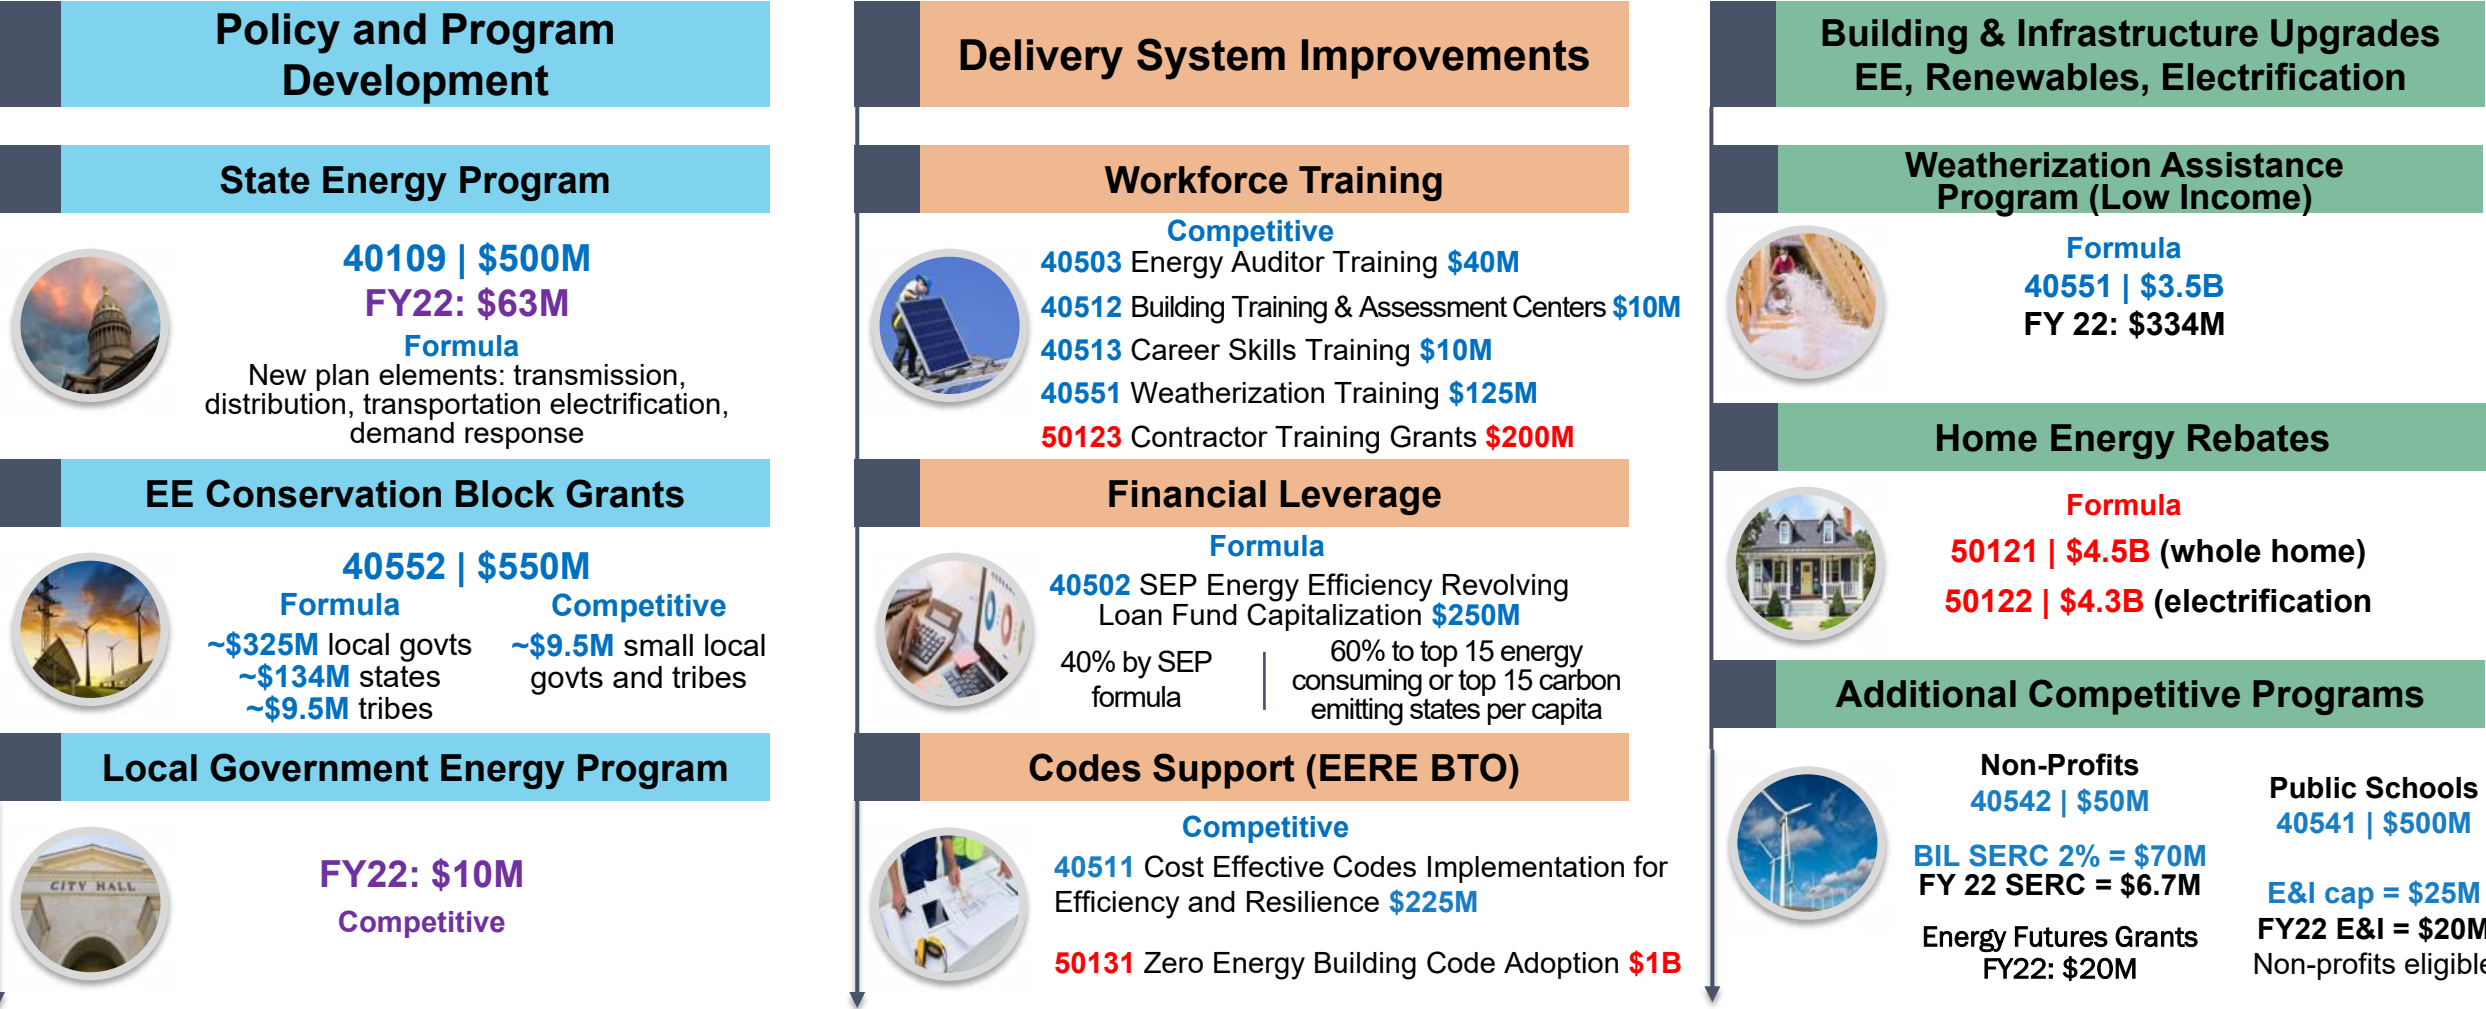 Policy and Program
Development
State Energy Program
40109 | $500M
FY22: $63M
Formula
New plan elements: transmission,
distribution, transportation electrification,
demand response
EE Conservation Block Grants
40552 | $550M
Formula
~$325M local govts
~$134M states
~$9.5M tribes
Competitive
~$9.5M small local
govts and tribes
Local Government Energy Program
CITY HALL
FY22: $10M
Competitive
Delivery System Improvements
Workforce Training
Competitive
40503 Energy Auditor Training $40M
40512 Building Training & Assessment Centers $10M
40513 Career Skills Training $10M
40551 Weatherization Training $125M
50123 Contractor Training Grants $200M
Financial Leverage
Formula
40502 SEP Energy Efficiency Revolving
Loan Fund Capitalization $250M
40% by SEP
formula
60% to top 15 energy
consuming or top 15 carbon
emitting states per capita
Codes Support (EERE BTO)
Competitive
40511 Cost Effective Codes Implementation for
Efficiency and Resilience $225M
50131 Zero Energy Building Code Adoption $1B
Building & Infrastructure Upgrades
EE, Renewables, Electrification
Weatherization Assistance
Program (Low Income)
Formula
40551 | $3.5B
FY 22: $334M
Home Energy Rebates
Formula
50121 | $4.5B (whole home)
50122 | $4.3B (electrification
Additional Competitive Programs
Non-Profits
40542 | $50M
BIL SERC 2% = $70M
FY 22 SERC = $6.7M
Energy Futures Grants
FY22: $20M
Public Schools
40541 | $500M
E&I cap = $25M
FY22 E&I = $20M
Non-profits eligible